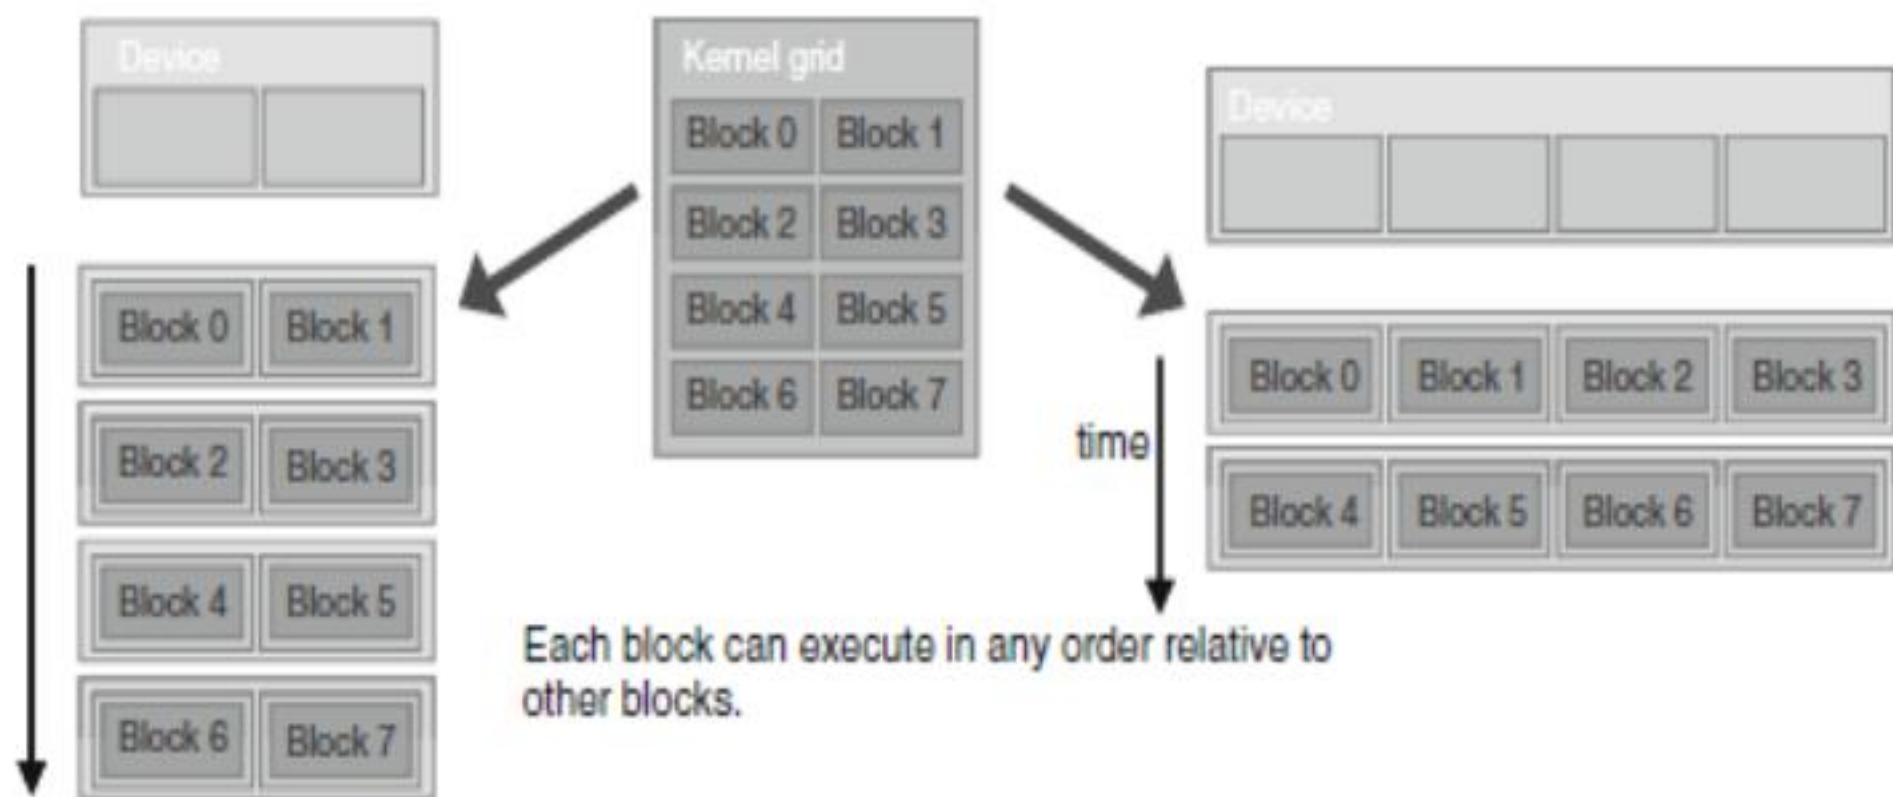 Device
Kernel grid
Block 0 Block 1
Block 2 Block 3
Block 4 Block 5
Block 6 Block 7
Device
Block 0 Block 1
Block 2 Block 3
Block 4 Block 5
Block 6 Block 7
time
Block 0 Block 1 Block 2 Block 3
Block 4 Block 5 Block 6 Block 7
Each block can execute in any order relative to
other blocks.